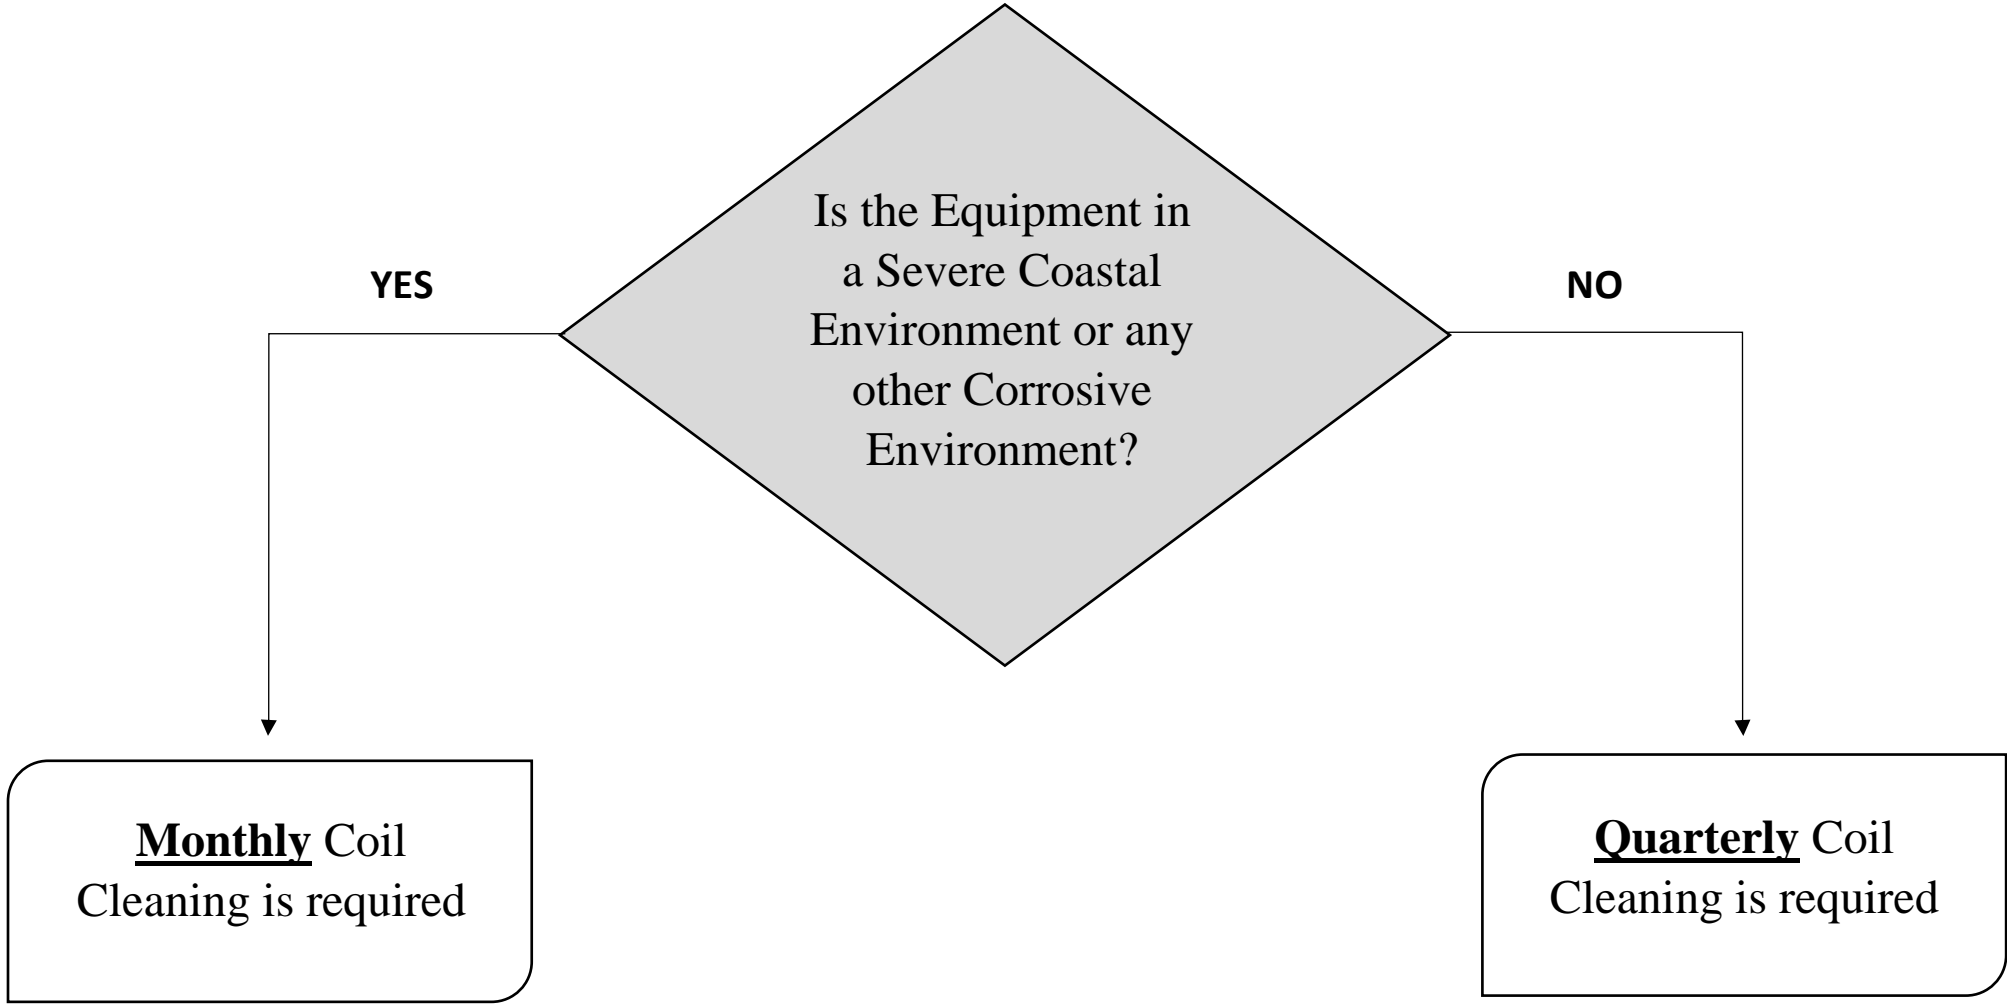 Is the Equipment in
a Severe Coastal
Environment or any
other Corrosive
Environment?
YES
NO
Monthly Coil
Cleaning is required
Quarterly Coil
Cleaning is required